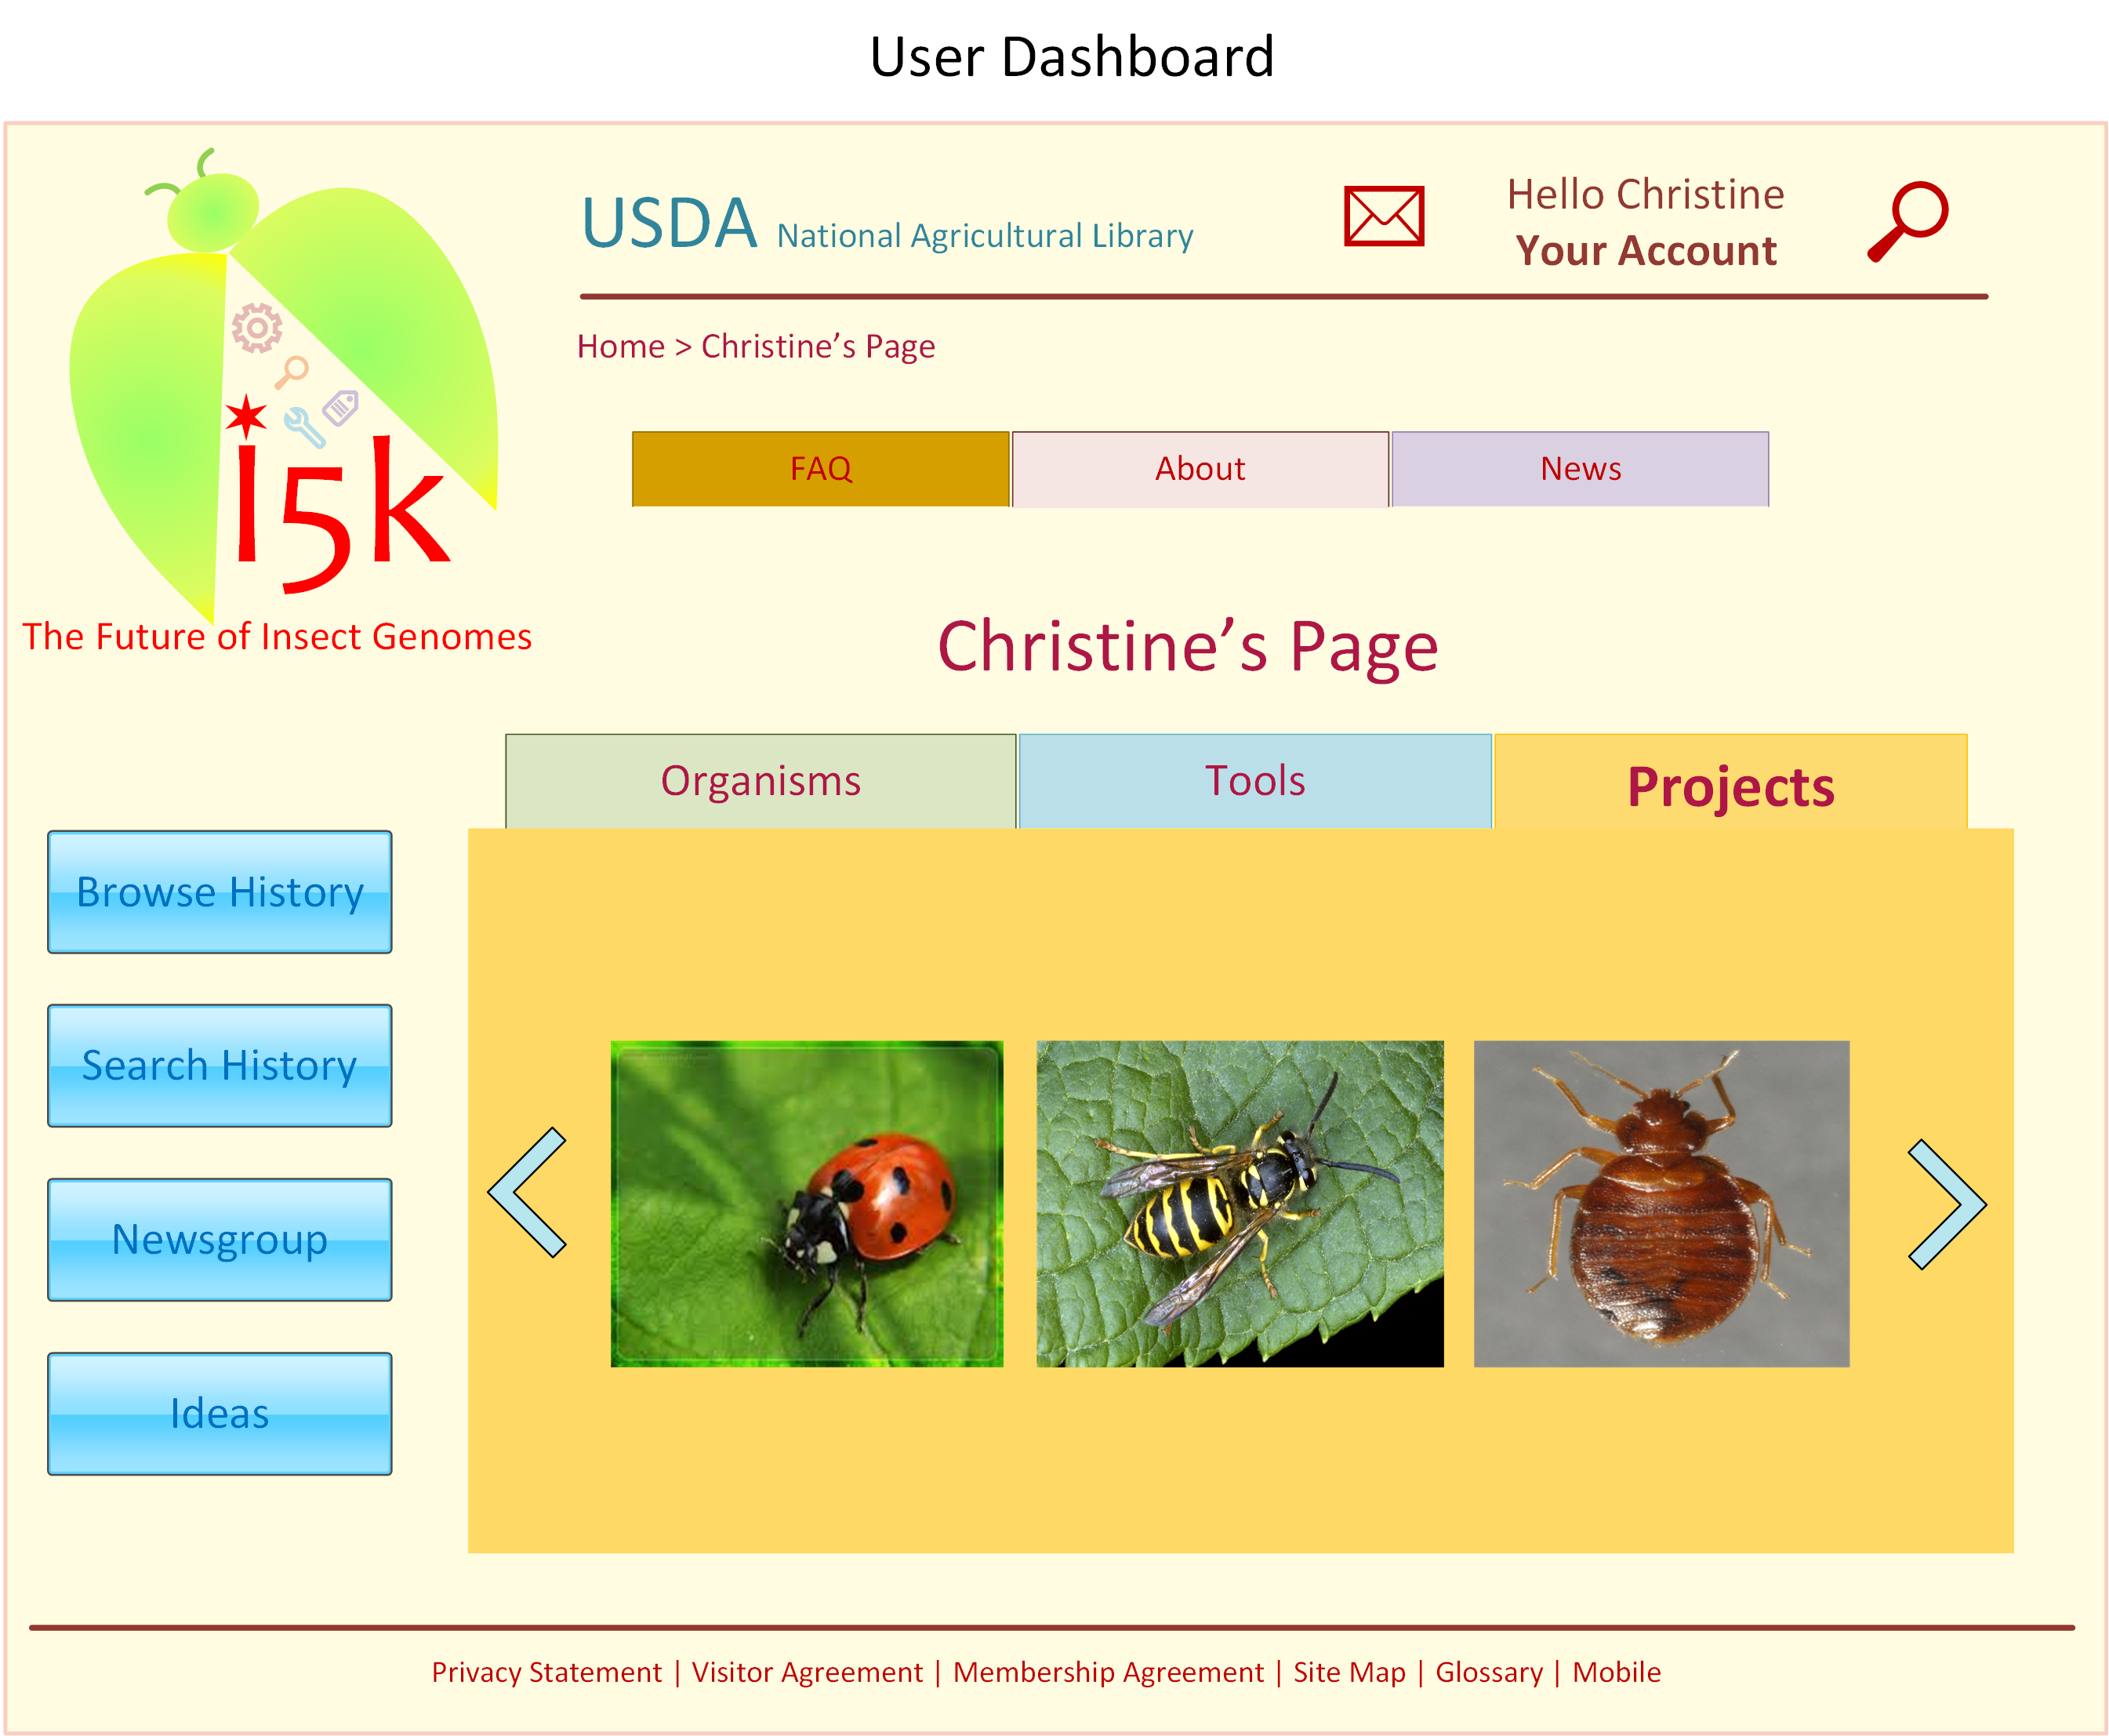 User Dashboard
USDA National Agricultural Library
Hello Christine
Your Account
Home > Christine’s Page
i5k
The Future of Insect Genomes
FAQ
About
News
Christine’s Page
Organisms
Tools
Projects
Browse History
Search History
Newsgroup
Ideas
Privacy Statement | Visitor Agreement | Membership Agreement | Site Map | Glossary | Mobile